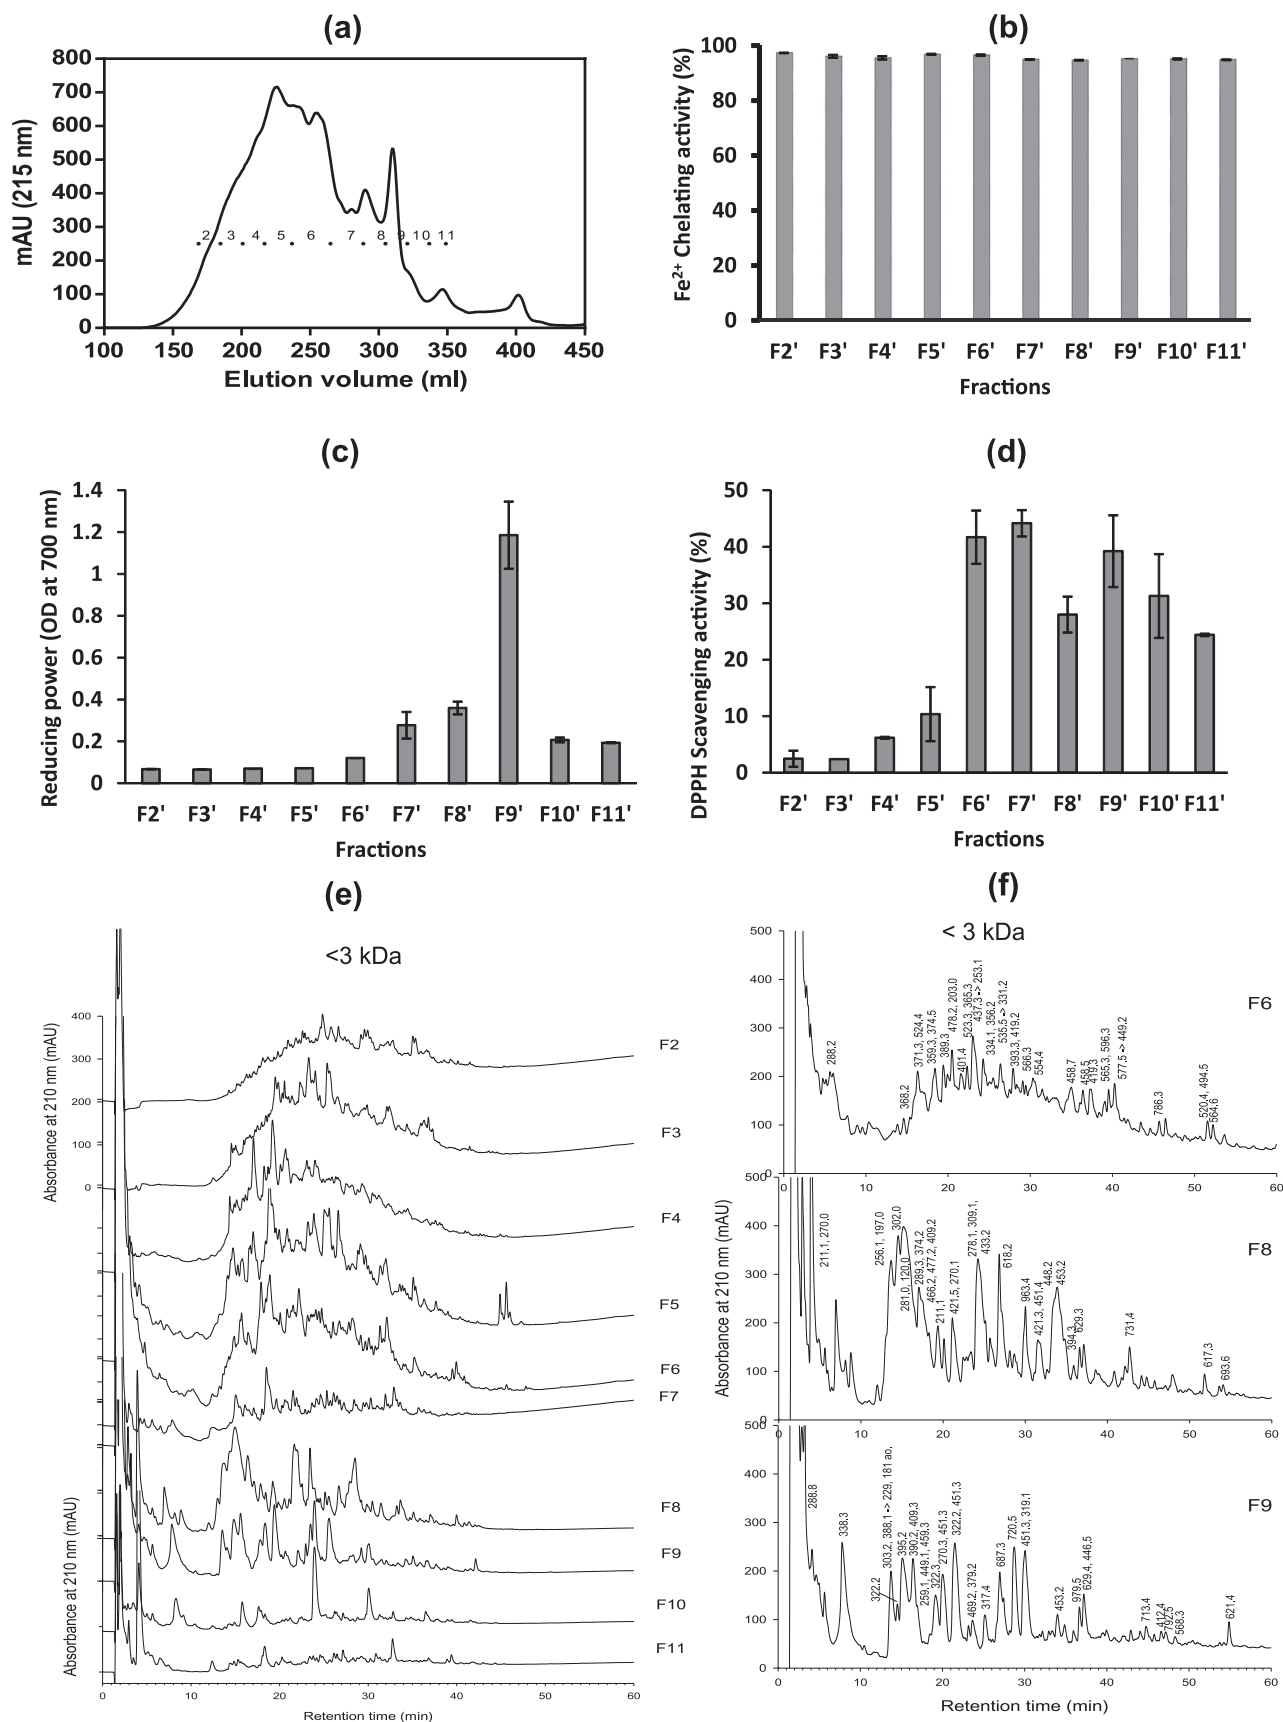 (a)
800
700
600
500
400
300
200
100
0
mAU (215 nm)
2 3 4 5 6 7 8 9 10 11
100 150 200 250 300 350 400 450
Elution volume (ml)
(b)
100
80
60
40
20
0
Fe2+ Chelating activity (%)
F2' F3' F4' F5' F6' F7' F8' F9' F10' F11'
Fractions
(c)
1.4
1.2
1
0.8
0.6
0.4
0.2
0
Reducing power (OD at 700 nm)
F2' F3' F4' F5' F6' F7' F8' F9' F10' F11'
Fractions
(d)
50
40
30
20
10
0
DPPH Scavenging activity (%)
F2' F3' F4' F5' F6' F7' F8' F9' F10' F11'
Fractions
(e)
<3 kDa
400
300
200
100
0
Absorbance at 210 nm (mAU)
Absorbance at 210 nm (mAU)
F2
F3
F4
F5
F6
F7
F8
F9
F10
F11
0 10 20 30 40 50 60
Retention time (min)
(f)
< 3 kDa
F6
500
400
300
200
100
0
288.2
368.2
371.3, 524.4
359.3, 374.5
389.3
478.2, 203.0
401.4
523.3, 365.3
437.3 -> 253.1
334.1, 356.2
535.5 -> 331.2
393.3, 419.2
566.3
554.4
458.7
458.5
419.3
565.3, 596.3
577.5 -> 449.2
786.3
520.4, 494.5
564.6
0 10 20 30 40 50 60
F8
500
400
300
200
100
0
Absorbance at 210 nm (mAU)
211.1, 270.0
256.1, 197.0
302.0
281.0, 120.0
289.3, 374.2
466.2, 477.2, 409.2
211.1
421.5, 270.1
278.1, 309.1,
433.2
618.2
963.4
421.3, 451.4
448.2
453.2
394.3
629.3
731.4
617.3
693.6
0 10 20 30 40 50 60
F9
500
400
300
200
100
0
288.8
338.3
322.2
303.2, 388.1 -> 229, 181 ao.
395.2
390.2, 409.3
259.1, 449.1, 459.3
322.3
270.3, 451.3
322.2, 451.3
469.2, 379.2
317.4
687.3
720.5
451.3, 319.1
453.2
979.5
629.4, 446.5
713.4
412.4
792.5
568.3
621.4
0 10 20 30 40 50 60
Retention time (min)